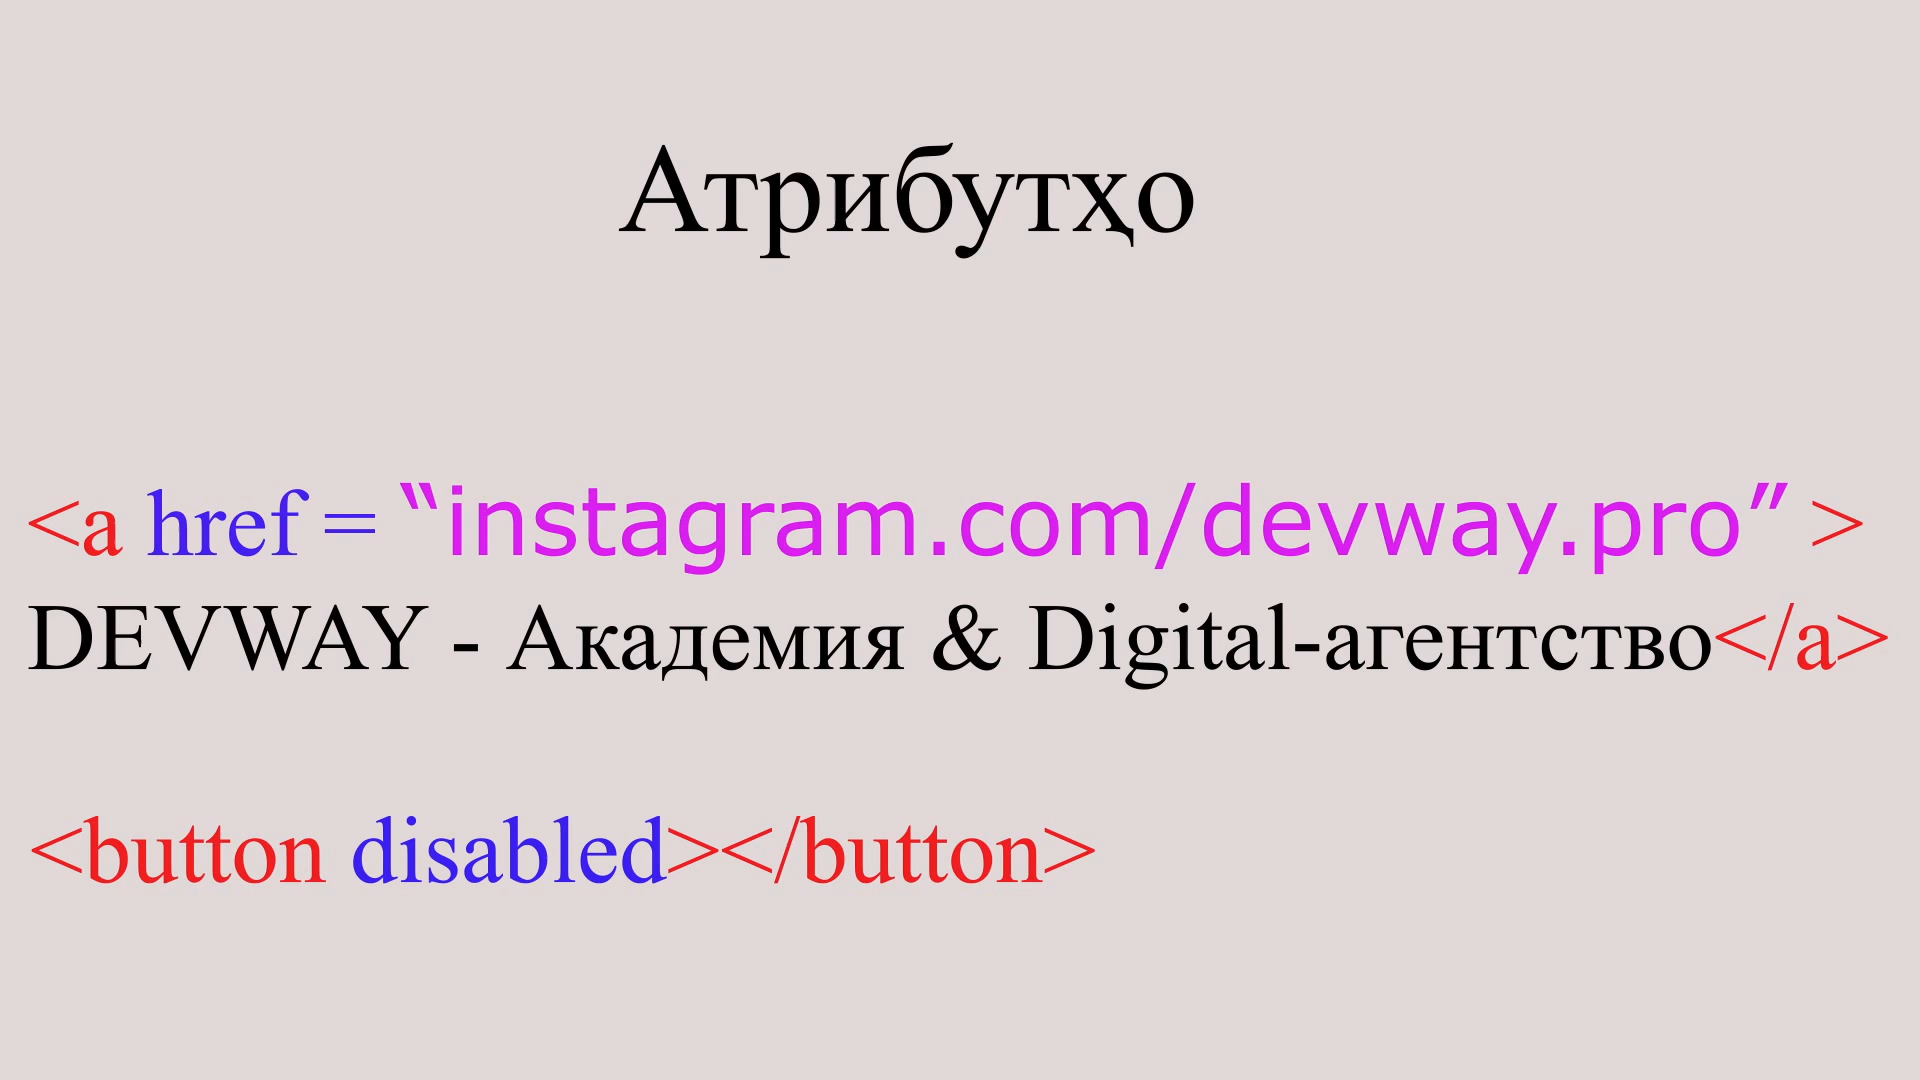 Атрибутҳо
<a href = “instagram.com/devway.pro” >
DEVWAY - Академия & Digital-агентство</a>
<button disabled></button>